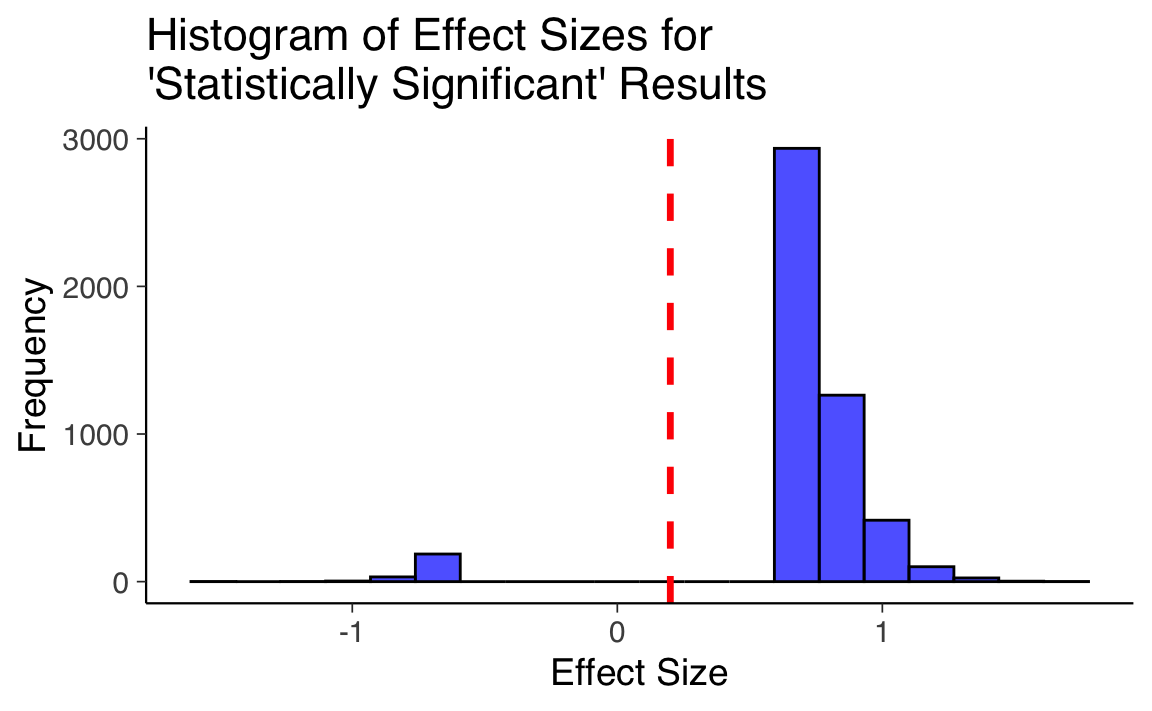 Histogram of Effect Sizes for
'Statistically Significant' Results
3000
2000
1000
0
Frequency
-1
0
1
Effect Size